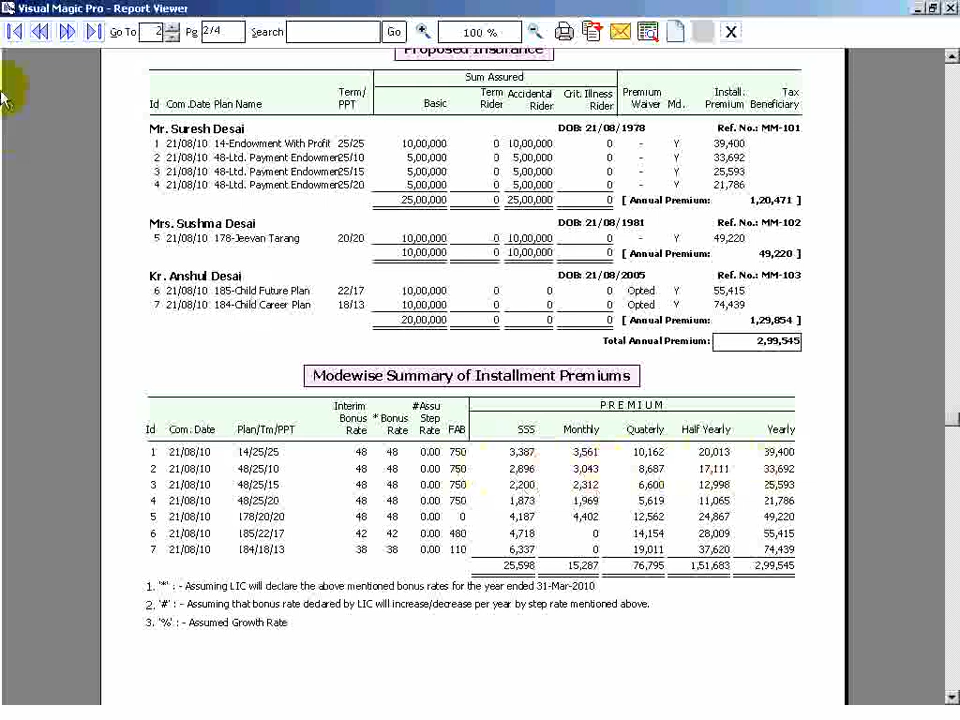 Visual Magic Pro - Report Viewer
Go To 2 Pg 2/4 Search Go 100 % X
Proposed Insurance
Sum Assured
Id Com.Date Plan Name Term/ PPT Basic Term Rider Accidental Rider Crit. Illness Rider Premium Waiver Md. Install. Premium Tax Beneficiary
Mr. Suresh Desai DOB: 21/08/1978 Ref. No.: MM-101
1 21/08/10 14-Endowment With Profit 25/25 10,00,000 0 10,00,000 0 - Y 39,400
2 21/08/10 48-Ltd. Payment Endowmer 25/10 5,00,000 0 5,00,000 0 - Y 33,692
3 21/08/10 48-Ltd. Payment Endowmer 25/15 5,00,000 0 5,00,000 0 - Y 25,593
4 21/08/10 48-Ltd. Payment Endowmer 25/20 5,00,000 0 5,00,000 0 - Y 21,786
25,00,000 0 25,00,000 0 [ Annual Premium: 1,20,471 ]
Mrs. Sushma Desai DOB: 21/08/1981 Ref. No.: MM-102
5 21/08/10 178-Jeevan Tarang 20/20 10,00,000 0 10,00,000 0 - Y 49,220
10,00,000 0 10,00,000 0 [ Annual Premium: 49,220 ]
Kr. Anshul Desai DOB: 21/08/2005 Ref. No.: MM-103
6 21/08/10 185-Child Future Plan 22/17 10,00,000 0 0 0 Opted Y 55,415
7 21/08/10 184-Child Career Plan 18/13 10,00,000 0 0 0 Opted Y 74,439
20,00,000 0 0 0 [ Annual Premium: 1,29,854 ]
Total Annual Premium: 2,99,545
Modewise Summary of Installment Premiums
Id Com. Date Plan/Tm/PPT Interim Bonus Rate * Bonus Rate #Assu Step Rate FAB PREMIUM SSS Monthly Quaterly Half Yearly Yearly
1 21/08/10 14/25/25 48 48 0.00 750 3,387 3,561 10,162 20,013 39,400
2 21/08/10 48/25/10 48 48 0.00 750 2,896 3,043 8,687 17,111 33,692
3 21/08/10 48/25/15 48 48 0.00 750 2,200 2,312 6,600 12,998 25,593
4 21/08/10 48/25/20 48 48 0.00 750 1,873 1,969 5,619 11,065 21,786
5 21/08/10 178/20/20 48 48 0.00 0 4,187 4,402 12,562 24,867 49,220
6 21/08/10 185/22/17 42 42 0.00 480 4,718 0 14,154 28,009 55,415
7 21/08/10 184/18/13 38 38 0.00 110 6,337 0 19,011 37,620 74,439
25,598 15,287 76,795 1,51,683 2,99,545
1. '*' : - Assuming LIC will declare the above mentioned bonus rates for the year ended 31-Mar-2010
2. '#' : - Assuming that bonus rate declared by LIC will increase/decrease per year by step rate mentioned above.
3. '%' : - Assumed Growth Rate